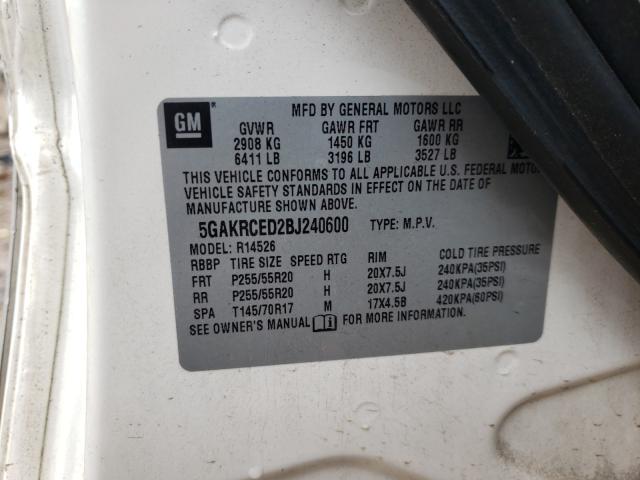 GM
MFD BY GENERAL MOTORS LLC
GVWR GAWR FRT GAWR RR
2908 KG 1450 KG 1600 KG
6411 LB 3196 LB 3527 LB
THIS VEHICLE CONFORMS TO ALL APPLICABLE U.S. FEDERAL MOTOR
VEHICLE SAFETY STANDARDS IN EFFECT ON THE DATE OF
MANUFACTURE SHOWN ABOVE.
5GAKRCED2BJ240600 TYPE: M.P.V.
MODEL: R14526
RBBP TIRE SIZE SPEED RTG RIM COLD TIRE PRESSURE
FRT P255/55R20 H 20X7.5J 240KPA(35PSI)
RR P255/55R20 H 20X7.5J 240KPA(35PSI)
SPA T145/70R17 M 17X4.5B 420KPA(60PSI)
SEE OWNER'S MANUAL FOR MORE INFORMATION.